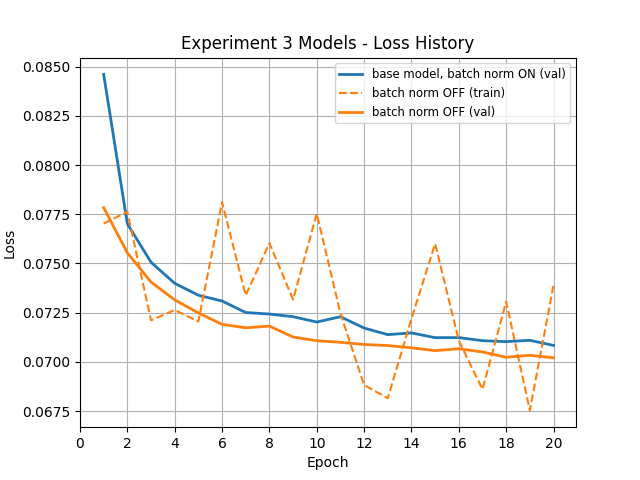 Experiment 3 Models - Loss History
base model, batch norm ON (val)
batch norm OFF (train)
batch norm OFF (val)
Loss
0.0850
0.0825
0.0800
0.0775
0.0750
0.0725
0.0700
0.0675
0 2 4 6 8 10 12 14 16 18 20
Epoch